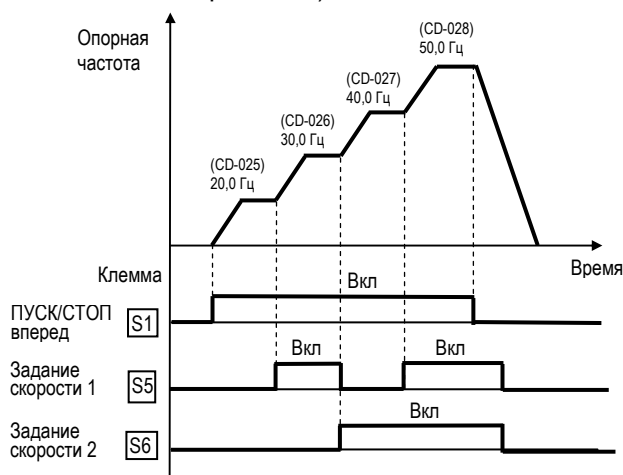 Опорная
частота
(CD-028)
50,0 Гц
(CD-027)
40,0 Гц
(CD-026)
30,0 Гц
(CD-025)
20,0 Гц
Время
Клемма
Вкл
ПУСК/СТОП
вперед
S1
Вкл
Вкл
Задание
скорости 1
S5
Вкл
Задание
скорости 2
S6